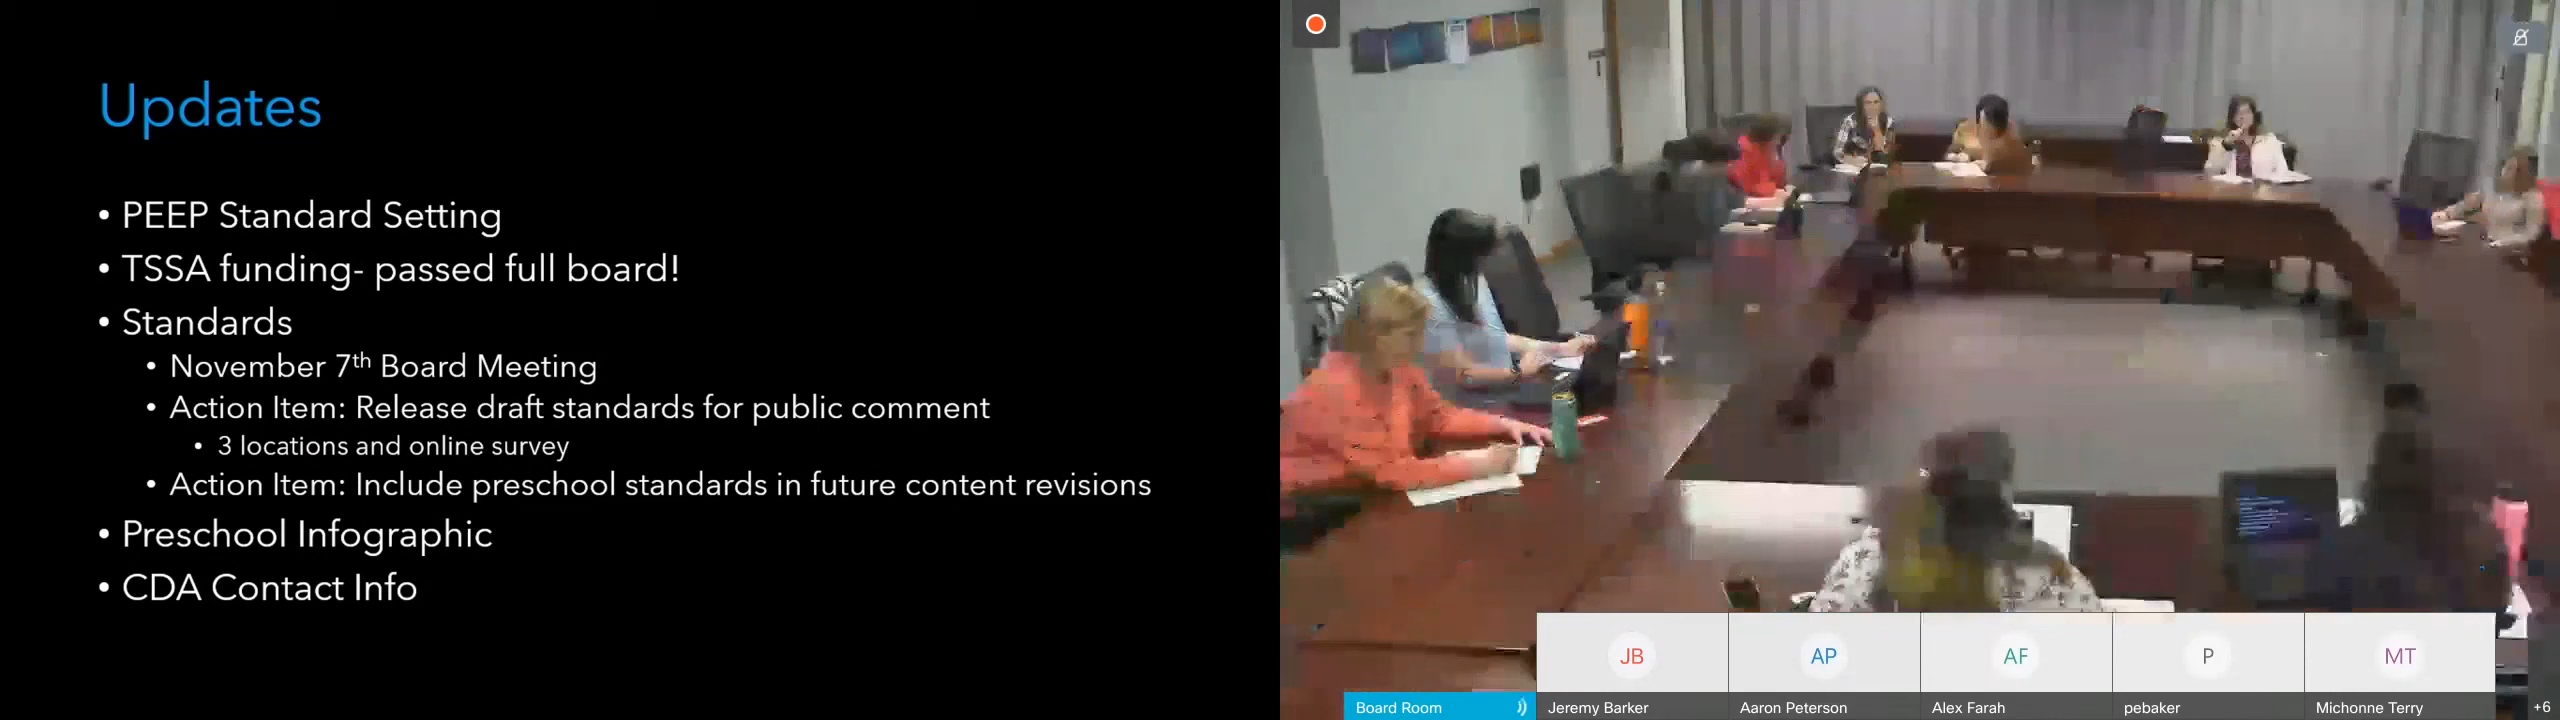 Updates
• PEEP Standard Setting
• TSSA funding- passed full board!
• Standards
• November 7th Board Meeting
• Action Item: Release draft standards for public comment
• 3 locations and online survey
• Action Item: Include preschool standards in future content revisions
• Preschool Infographic
• CDA Contact Info
JB
AP
AF
P
MT
Board Room
Jeremy Barker
Aaron Peterson
Alex Farah
pebaker
Michonne Terry
+6